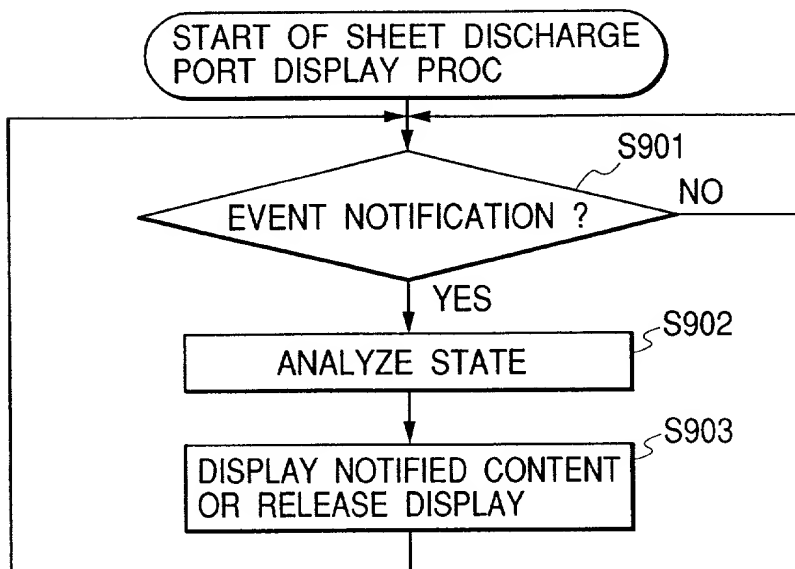 START OF SHEET DISCHARGE
PORT DISPLAY PROC
S901
EVENT NOTIFICATION ?
NO
YES
S902
ANALYZE STATE
S903
DISPLAY NOTIFIED CONTENT
OR RELEASE DISPLAY